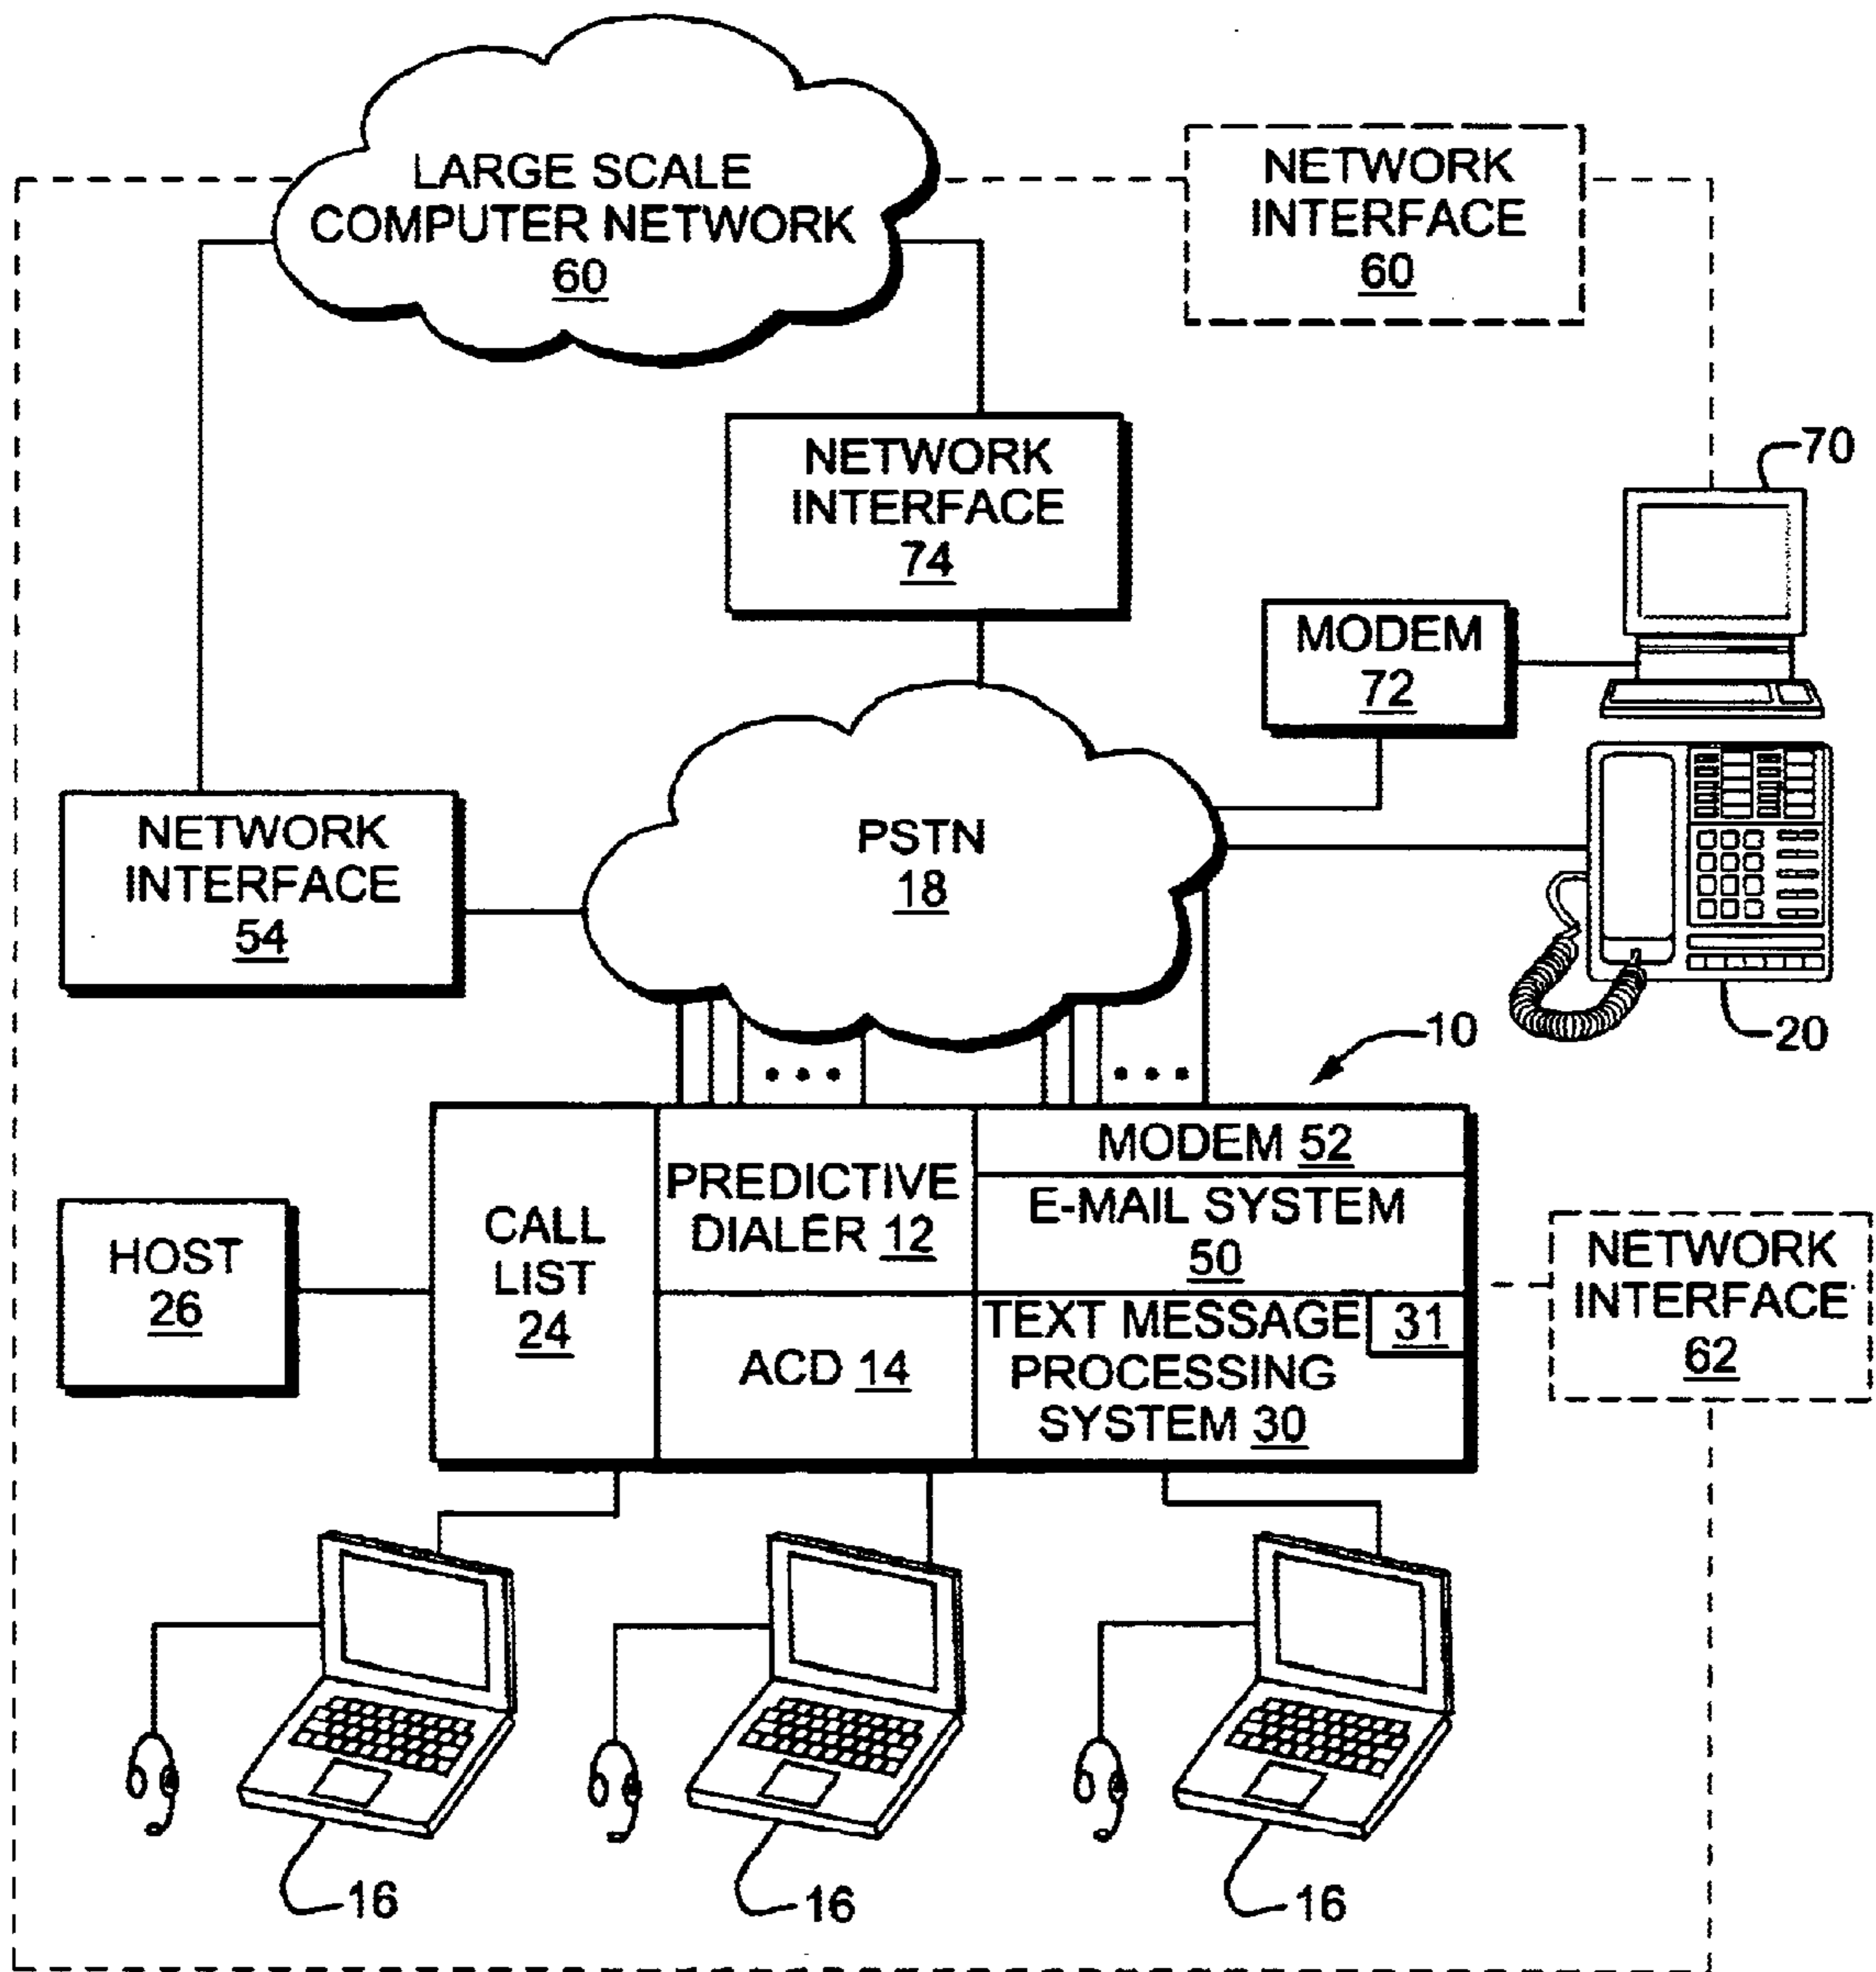 LARGE SCALE
COMPUTER NETWORK
60
NETWORK
INTERFACE
60
NETWORK
INTERFACE
74
70
MODEM
72
NETWORK
INTERFACE
54
PSTN
18
20
10
HOST
26
CALL
LIST
24
PREDICTIVE
DIALER 12
ACD 14
MODEM 52
E-MAIL SYSTEM
50
TEXT MESSAGE
PROCESSING
SYSTEM 30
31
NETWORK
INTERFACE
62
16
16
16